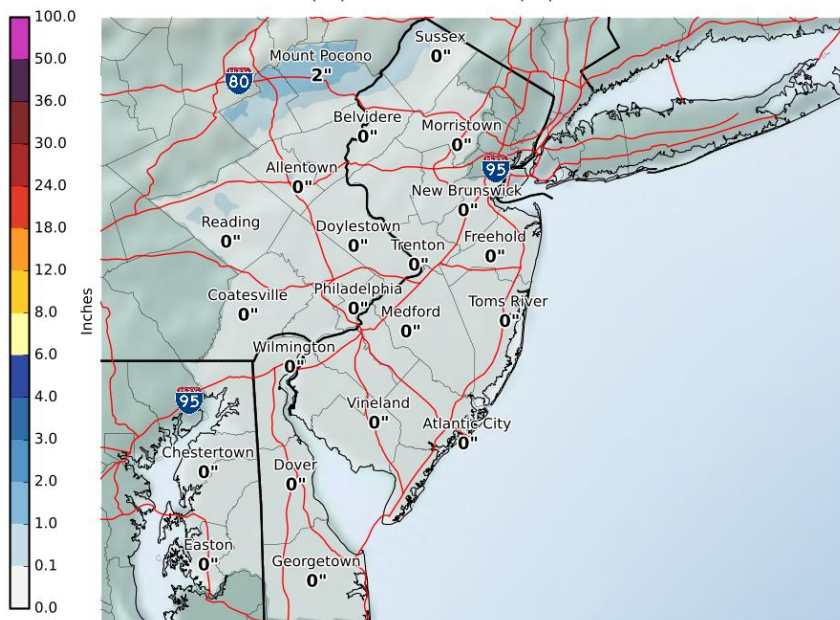 100.0
50.0
36.0
30.0
24.0
18.0
12.0
8.0
6.0
4.0
3.0
2.0
1.0
0.1
0.0
Inches
Sussex
0"
Mount Pocono
2"
80
Belvidere
0"
Morristown
0"
95
Allentown
0"
New Brunswick
0"
Reading
0"
Doylestown
0"
Trenton
0"
Freehold
0"
Coatesville
0"
Philadelphia
0"
Medford
0"
Toms River
0"
Wilmington
0"
95
Vineland
0"
Atlantic City
0"
Chestertown
0"
Dover
0"
Easton
0"
Georgetown
0"